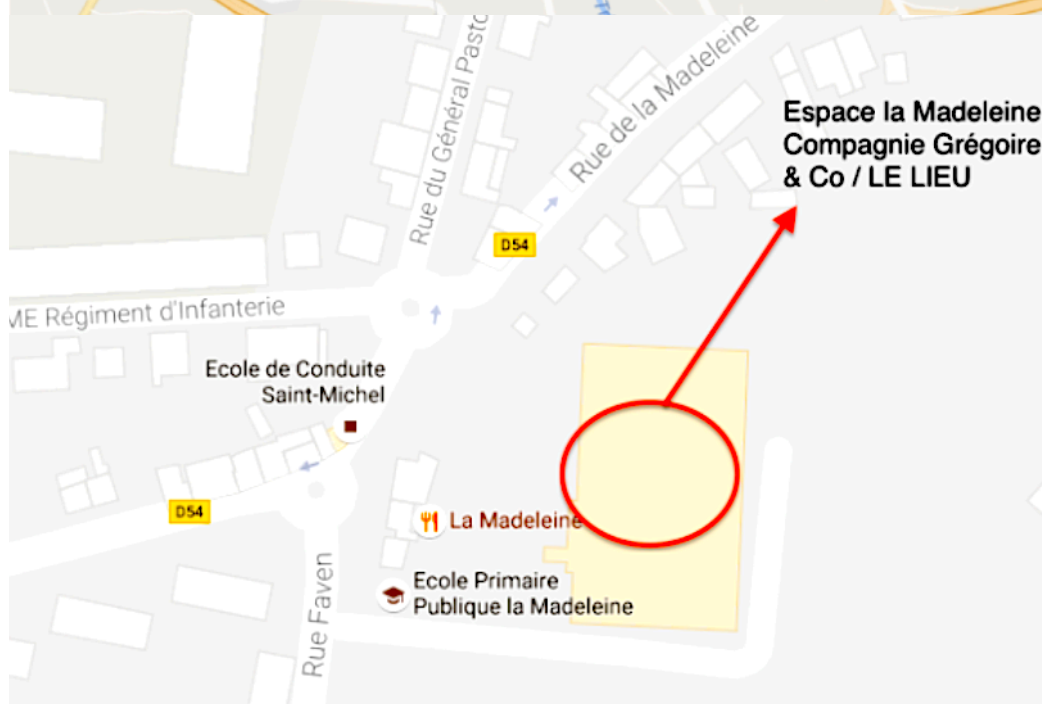 Rue du Général Pasto
Rue de la Madeleine
Espace la Madeleine
Compagnie Grégoire
& Co / LE LIEU
D54
ME Régiment d'Infanterie
Ecole de Conduite
Saint-Michel
D54
La Madeleine
Ecole Primaire
Publique la Madeleine
Rue Faven